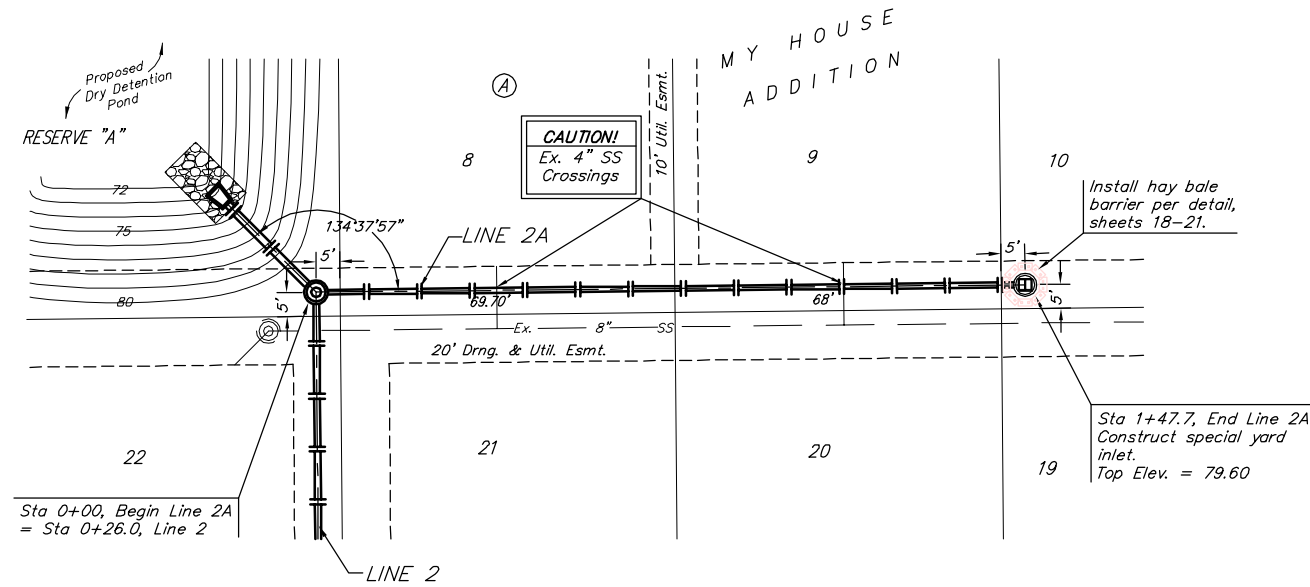 MY HOUSE
ADDITION
Proposed
Dry Detention
Pond
RESERVE "A"
A
10' Util. Esmt.
CAUTION!
Ex. 4" SS
Crossings
8
9
10
Install hay bale
barrier per detail,
sheets 18-21.
72
75
80
134°37'57"
LINE 2A
5'
5'
5'
5'
69.70'
68'
Ex. 8" SS
20' Drng. & Util. Esmt.
22
21
20
19
Sta 1+47.7, End Line 2A
Construct special yard
inlet.
Top Elev. = 79.60
Sta 0+00, Begin Line 2A
= Sta 0+26.0, Line 2
LINE 2